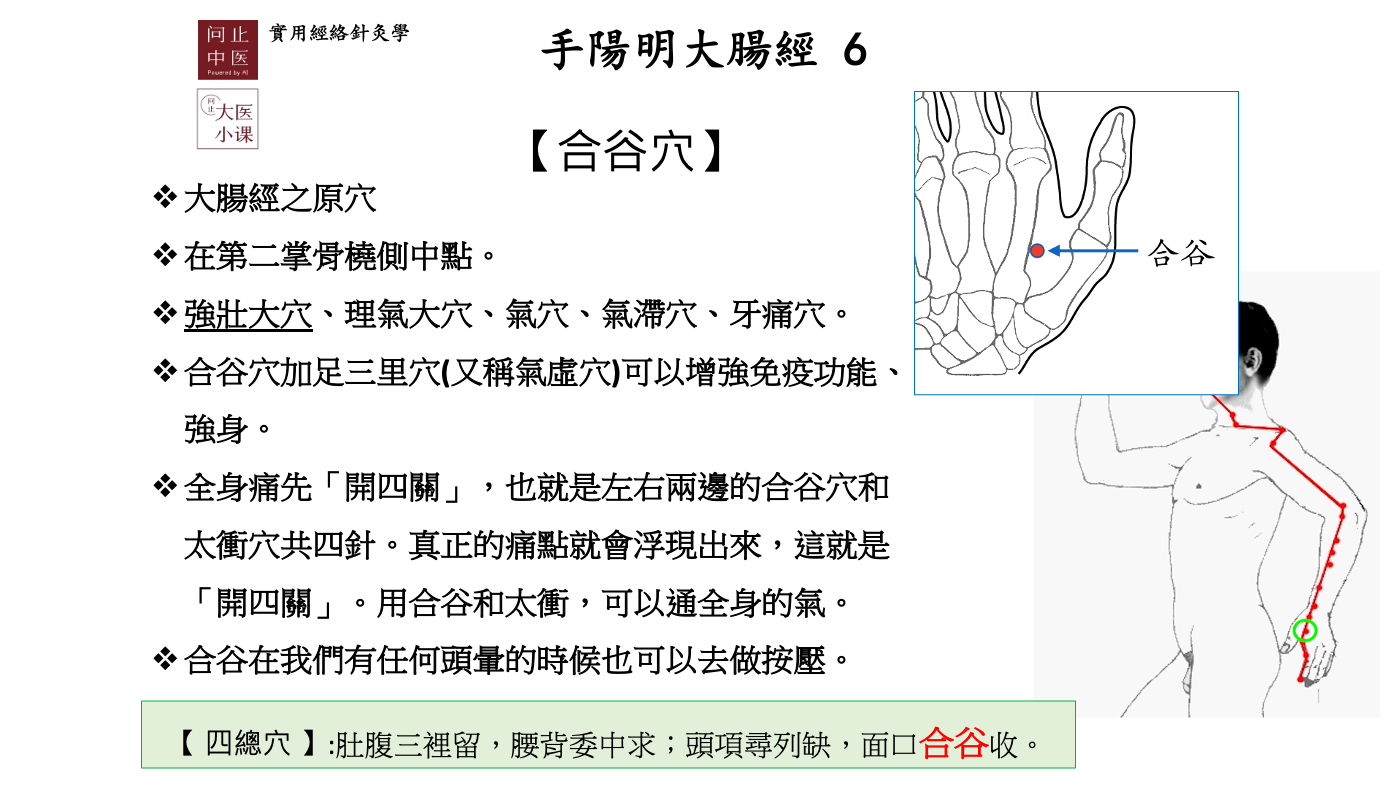 问止
中医
Powered by AI
實用經絡針灸學
手陽明大腸經 6
问止
大医
小课
【合谷穴】
❖大腸經之原穴
❖在第二掌骨橈側中點。
❖強壯大穴、理氣大穴、氣穴、氣滯穴、牙痛穴。
❖合谷穴加足三里穴(又稱氣虛穴)可以增強免疫功能、
強身。
❖全身痛先「開四關」，也就是左右兩邊的合谷穴和
太衝穴共四針。真正的痛點就會浮現出來，這就是
「開四關」。用合谷和太衝，可以通全身的氣。
❖合谷在我們有任何頭暈的時候也可以去做按壓。
合谷
【 四總穴 】:肚腹三裡留，腰背委中求；頭項尋列缺，面口合谷收。